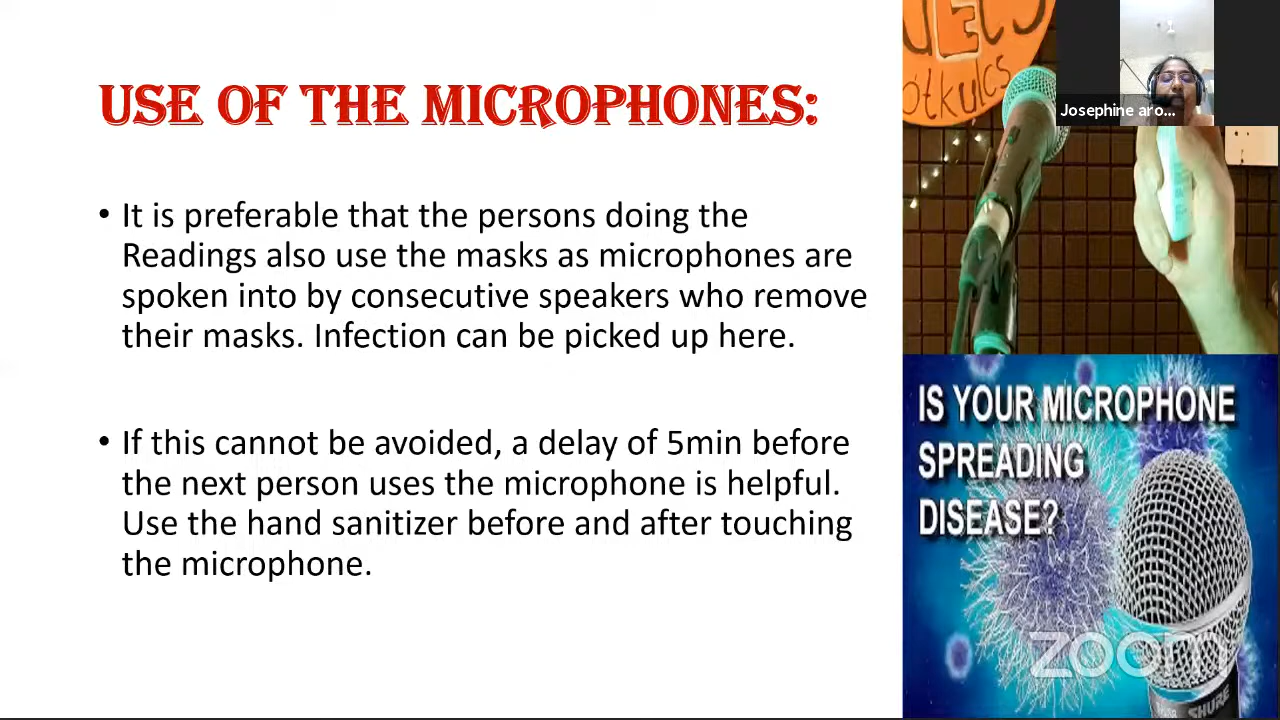 USE OF THE MICROPHONES:
• It is preferable that the persons doing the
Readings also use the masks as microphones are
spoken into by consecutive speakers who remove
their masks. Infection can be picked up here.
• If this cannot be avoided, a delay of 5min before
the next person uses the microphone is helpful.
Use the hand sanitizer before and after touching
the microphone.
Josephine aro...
IS YOUR MICROPHONE
SPREADING
DISEASE?
zoom
SHURE